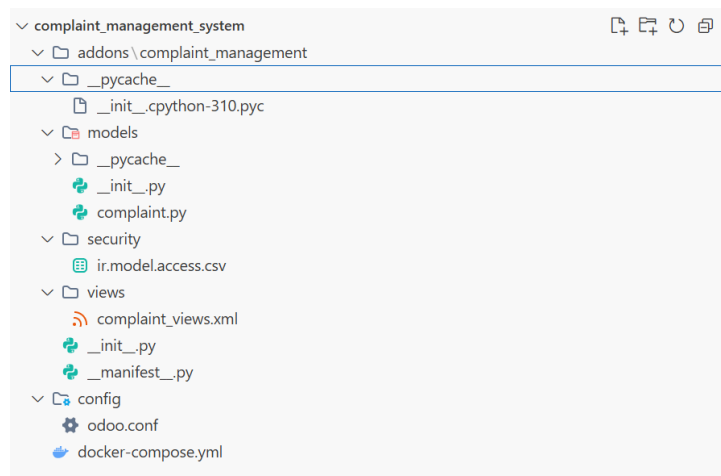 complaint_management_system
addons\complaint_management
__pycache__
__init__.cpython-310.pyc
models
__pycache__
__init__.py
complaint.py
security
ir.model.access.csv
views
complaint_views.xml
__init__.py
__manifest__.py
config
odoo.conf
docker-compose.yml